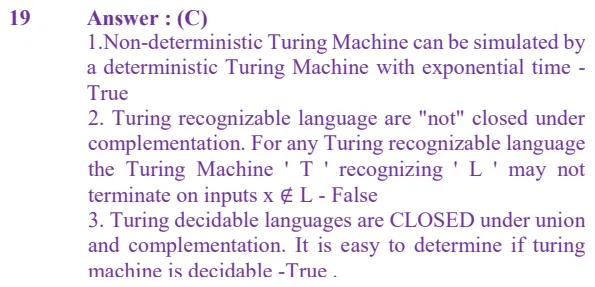 19 Answer : (C)
1.Non-deterministic Turing Machine can be simulated by
a deterministic Turing Machine with exponential time -
True
2. Turing recognizable language are "not" closed under
complementation. For any Turing recognizable language
the Turing Machine ' T ' recognizing ' L ' may not
terminate on inputs x ∉ L - False
3. Turing decidable languages are CLOSED under union
and complementation. It is easy to determine if turing
machine is decidable -True .